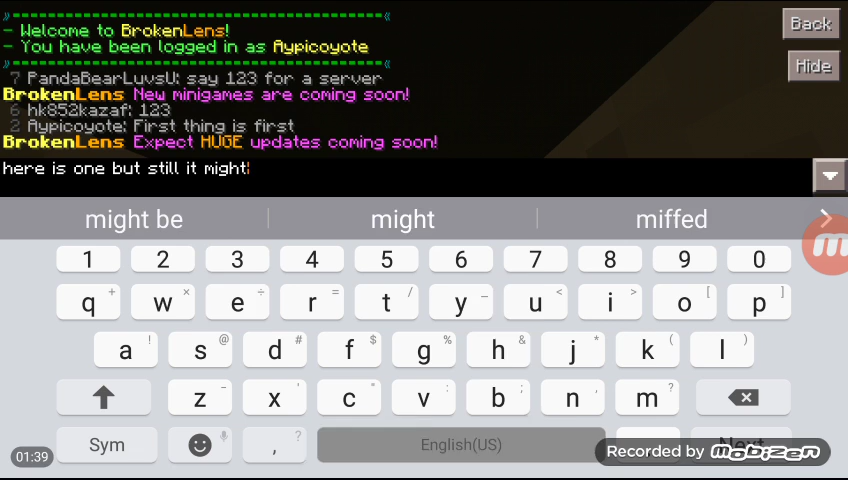 »--------------------------------------«
- Welcome to BrokenLens!
- You have been logged in as Aypicoyote
»--------------------------------------«
7 PandaBearLuvsU: say 123 for a server
BrokenLens New minigames are coming soon!
6 hk852kazaf: 123
2 Aypicoyote: First thing is first
BrokenLens Expect HUGE updates coming soon!
Back
Hide
here is one but still it might
might be might miffed >
1 2 3 4 5 6 7 8 9 0
q + w × e ÷ r = t / y _ u < i > o [ p ]
a ! s @ d # f $ g % h & j * k ( l )
z - x ' c " v : b ; n , m ?
Sym , ? English(US) Next
01:39
Recorded by mobizen